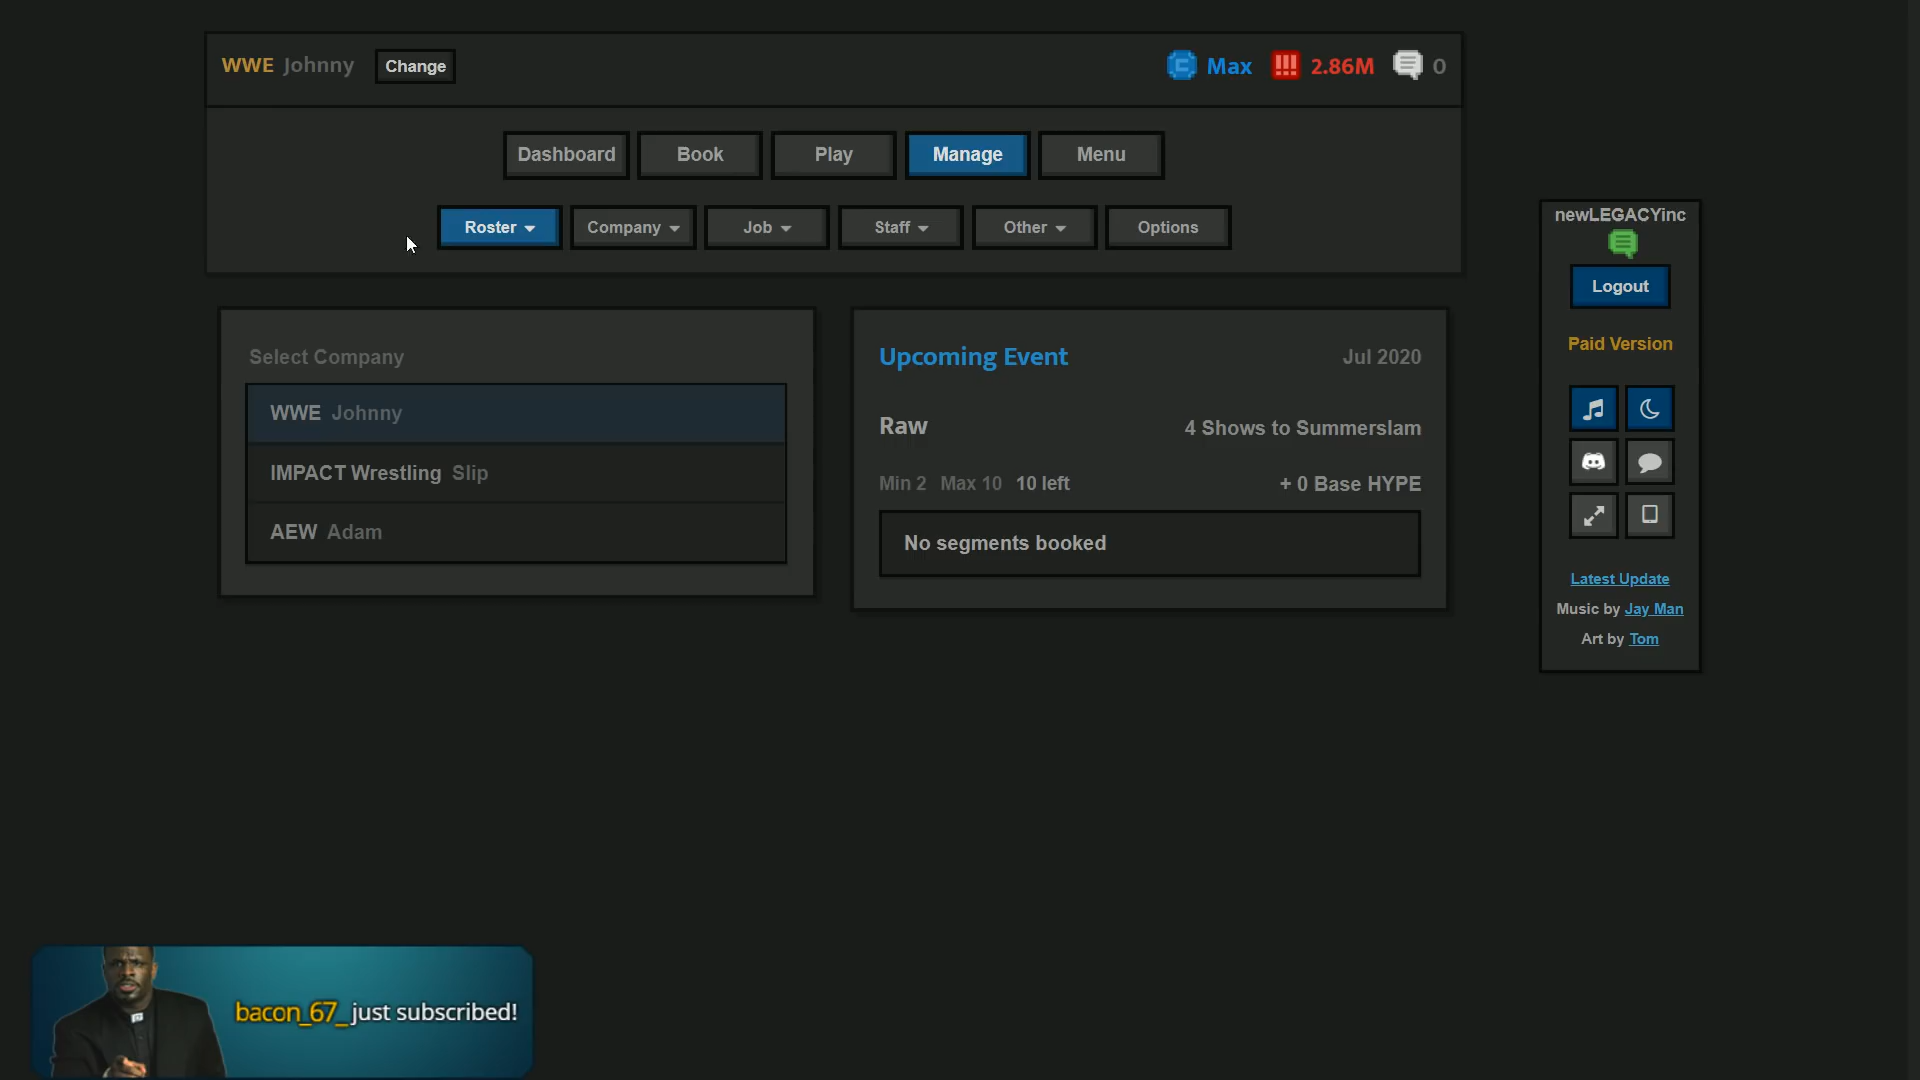 WWE Johnny Change
Max 2.86M 0
Dashboard Book Play Manage Menu
Roster Company Job Staff Other Options
Select Company
WWE Johnny
IMPACT Wrestling Slip
AEW Adam
Upcoming Event Jul 2020
Raw 4 Shows to Summerslam
Min 2 Max 10 10 left + 0 Base HYPE
No segments booked
newLEGACYinc
Logout
Paid Version
Latest Update
Music by Jay Man
Art by Tom
bacon_67_ just subscribed!